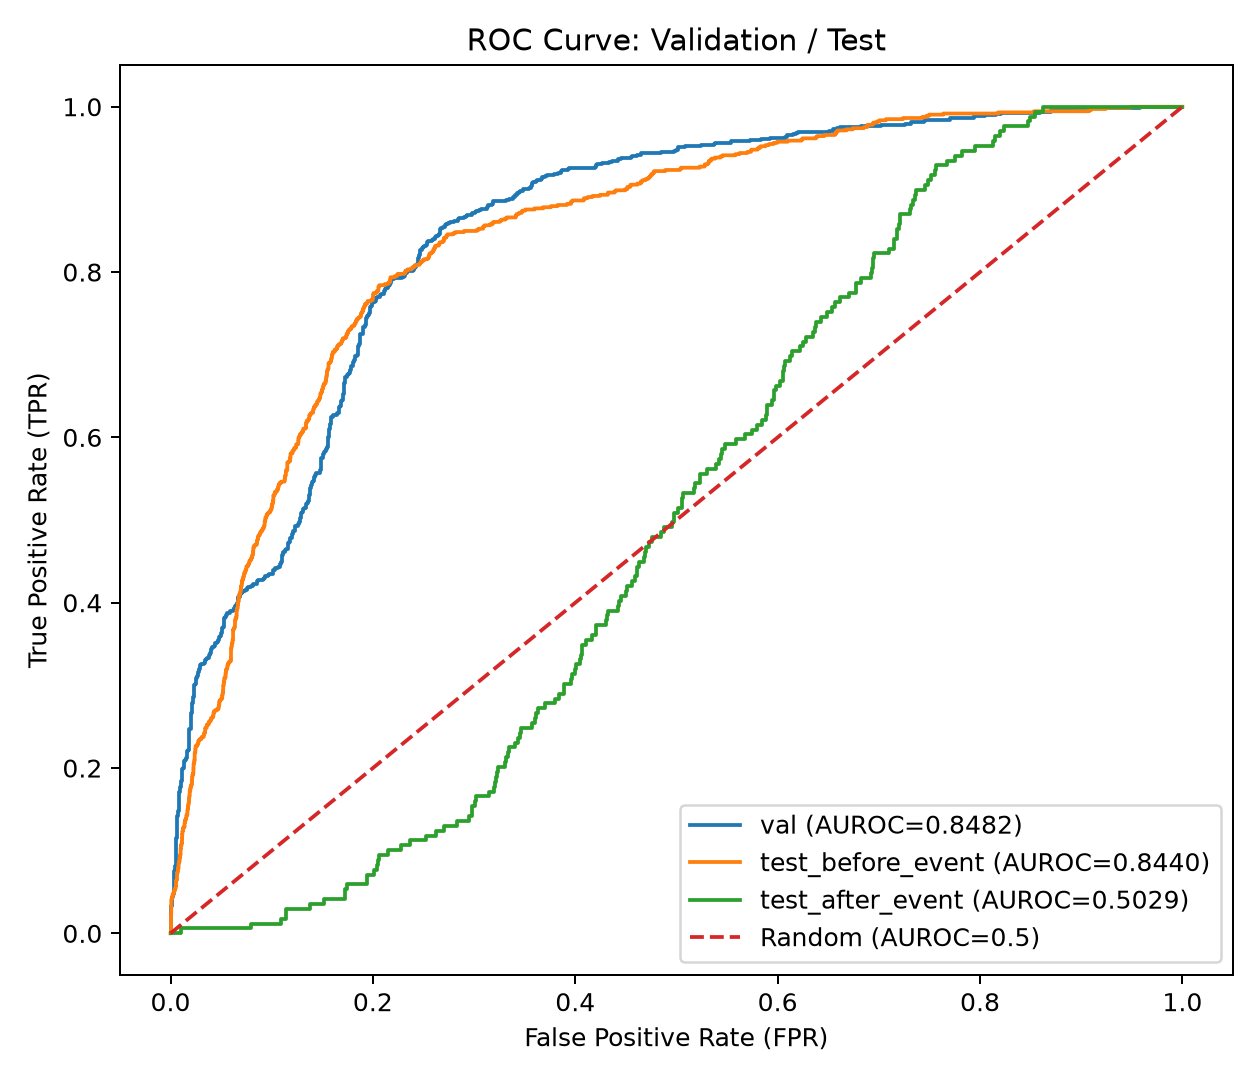 ROC Curve: Validation / Test
True Positive Rate (TPR)
1.0
0.8
0.6
0.4
0.2
0.0
val (AUROC=0.8482)
test_before_event (AUROC=0.8440)
test_after_event (AUROC=0.5029)
Random (AUROC=0.5)
0.0 0.2 0.4 0.6 0.8 1.0
False Positive Rate (FPR)